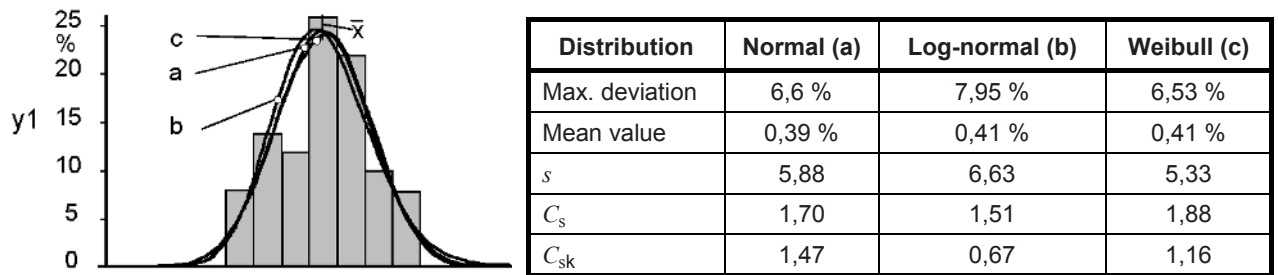 25
%
20
y1
15
10
5
0
c
a
b
x̅
Distribution Normal (a) Log-normal (b) Weibull (c)
Max. deviation 6,6 % 7,95 % 6,53 %
Mean value 0,39 % 0,41 % 0,41 %
s 5,88 6,63 5,33
Cs 1,70 1,51 1,88
Csk 1,47 0,67 1,16